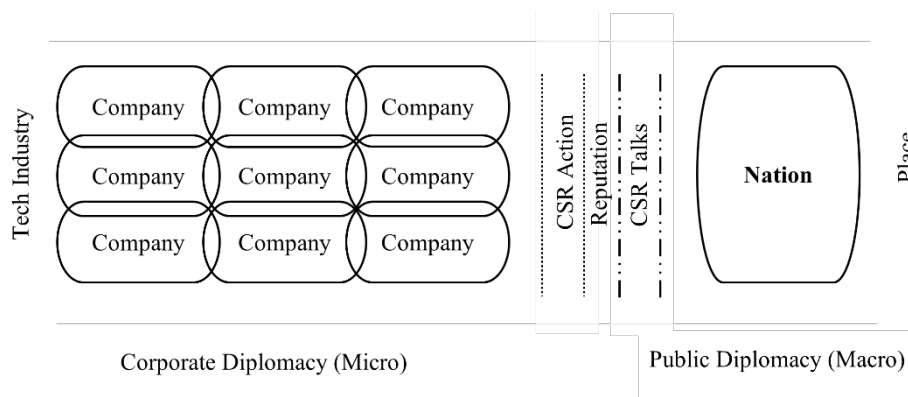 Tech Industry
Company Company Company
Company Company Company
Company Company Company
CSR Action
Reputation
CSR Talks
Nation
Place
Corporate Diplomacy (Micro)
Public Diplomacy (Macro)